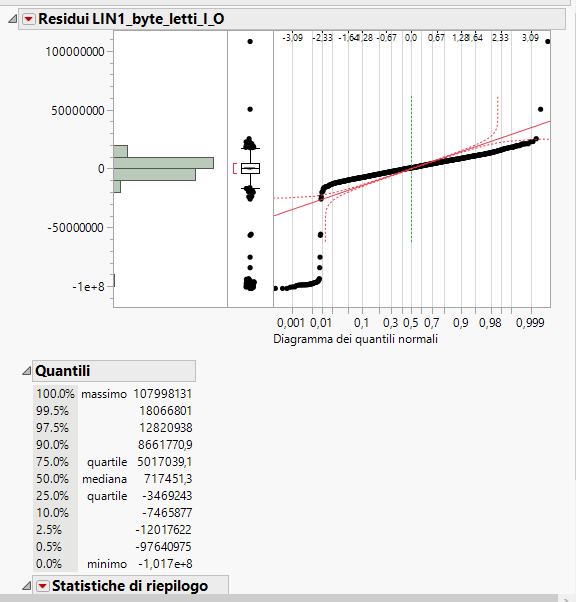 Residui LIN1_byte_letti_I_O
-3,09 -2,33 -1,64 -1,28 -0,67 0,0 0,67 1,28 1,64 2,33 3,09
100000000
50000000
0
-50000000
-1e+8
0,001 0,01 0,1 0,3 0,5 0,7 0,9 0,98 0,999
Diagramma dei quantili normali
Quantili
100.0% massimo 107998131
99.5% 18066801
97.5% 12820938
90.0% 8661770,9
75.0% quartile 5017039,1
50.0% mediana 717451,3
25.0% quartile -3469243
10.0% -7465877
2.5% -12017622
0.5% -97640975
0.0% minimo -1,017e+8
Statistiche di riepilogo